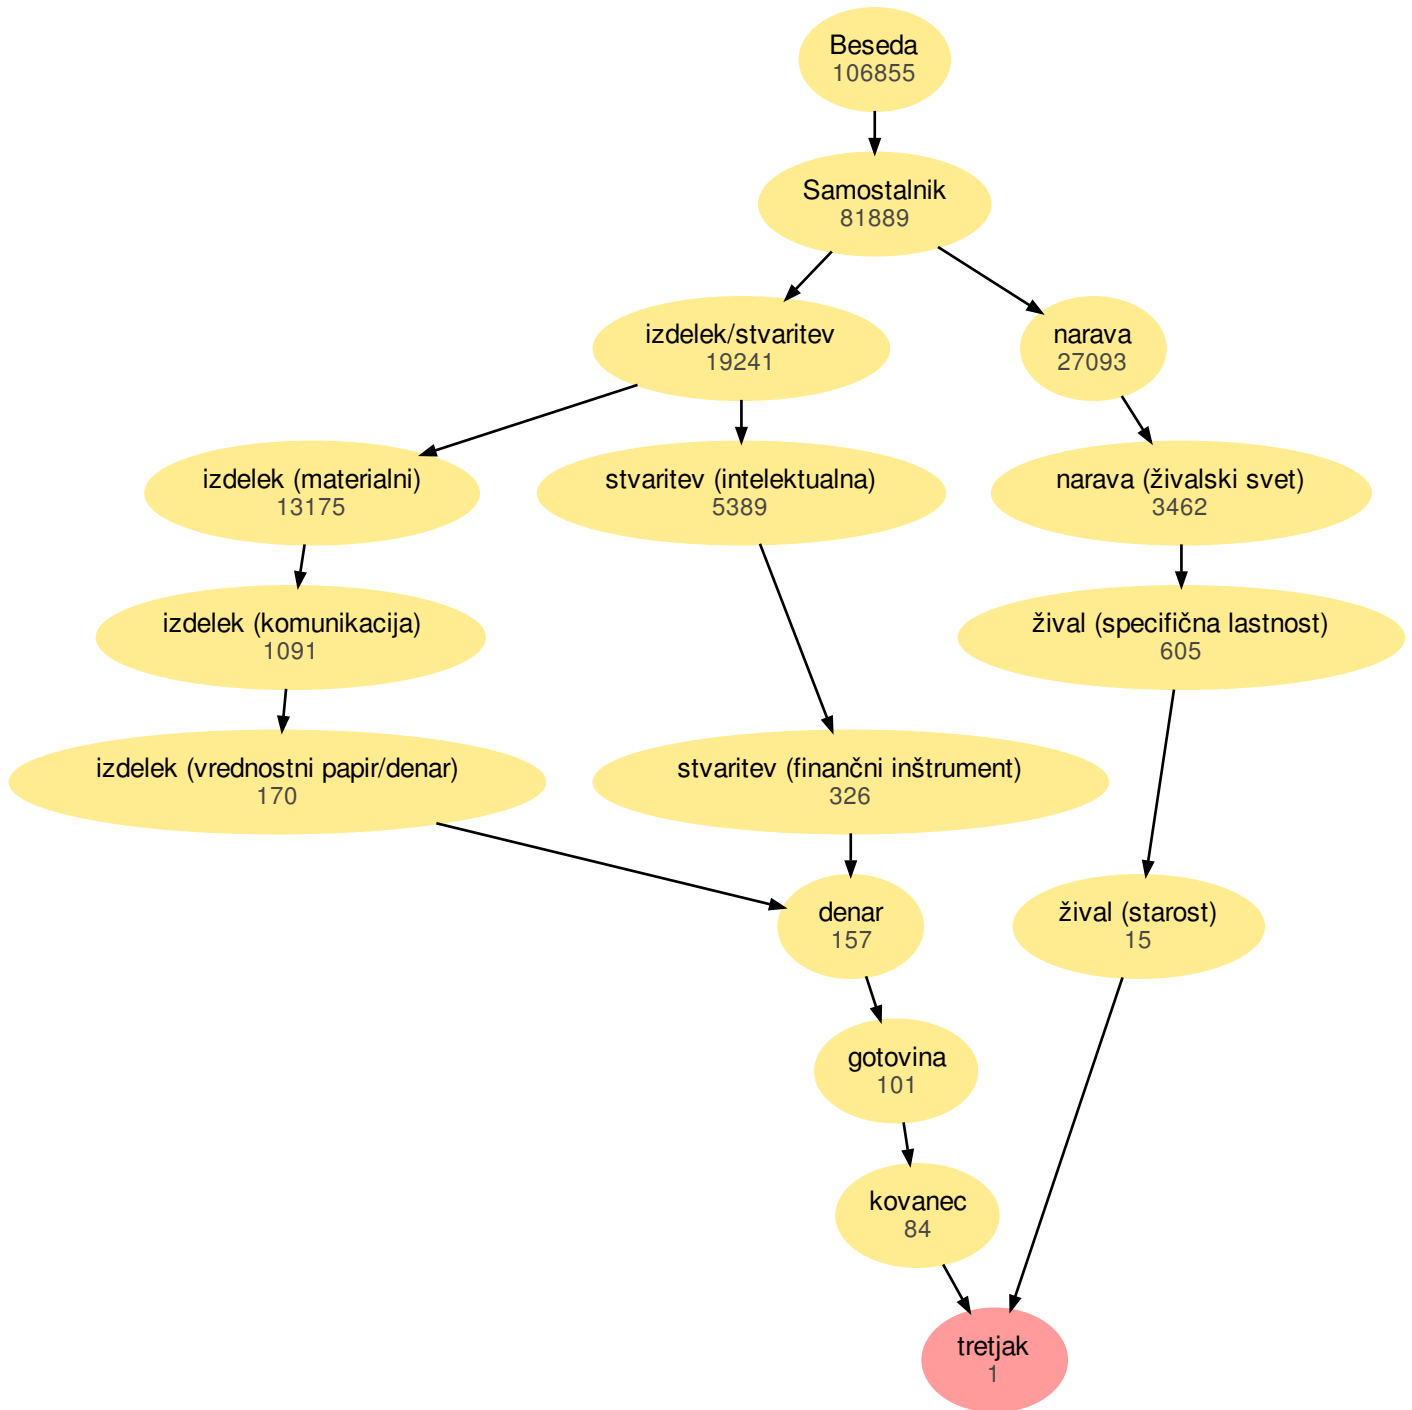 Beseda
106855
Samostalnik
81889
izdelek/stvaritev
19241
narava
27093
izdelek (materialni)
13175
stvaritev (intelektualna)
5389
narava (živalski svet)
3462
izdelek (komunikacija)
1091
žival (specifična lastnost)
605
izdelek (vrednostni papir/denar)
170
stvaritev (finančni inštrument)
326
denar
157
žival (starost)
15
gotovina
101
kovanec
84
tretjak
1